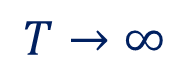 T → ∞